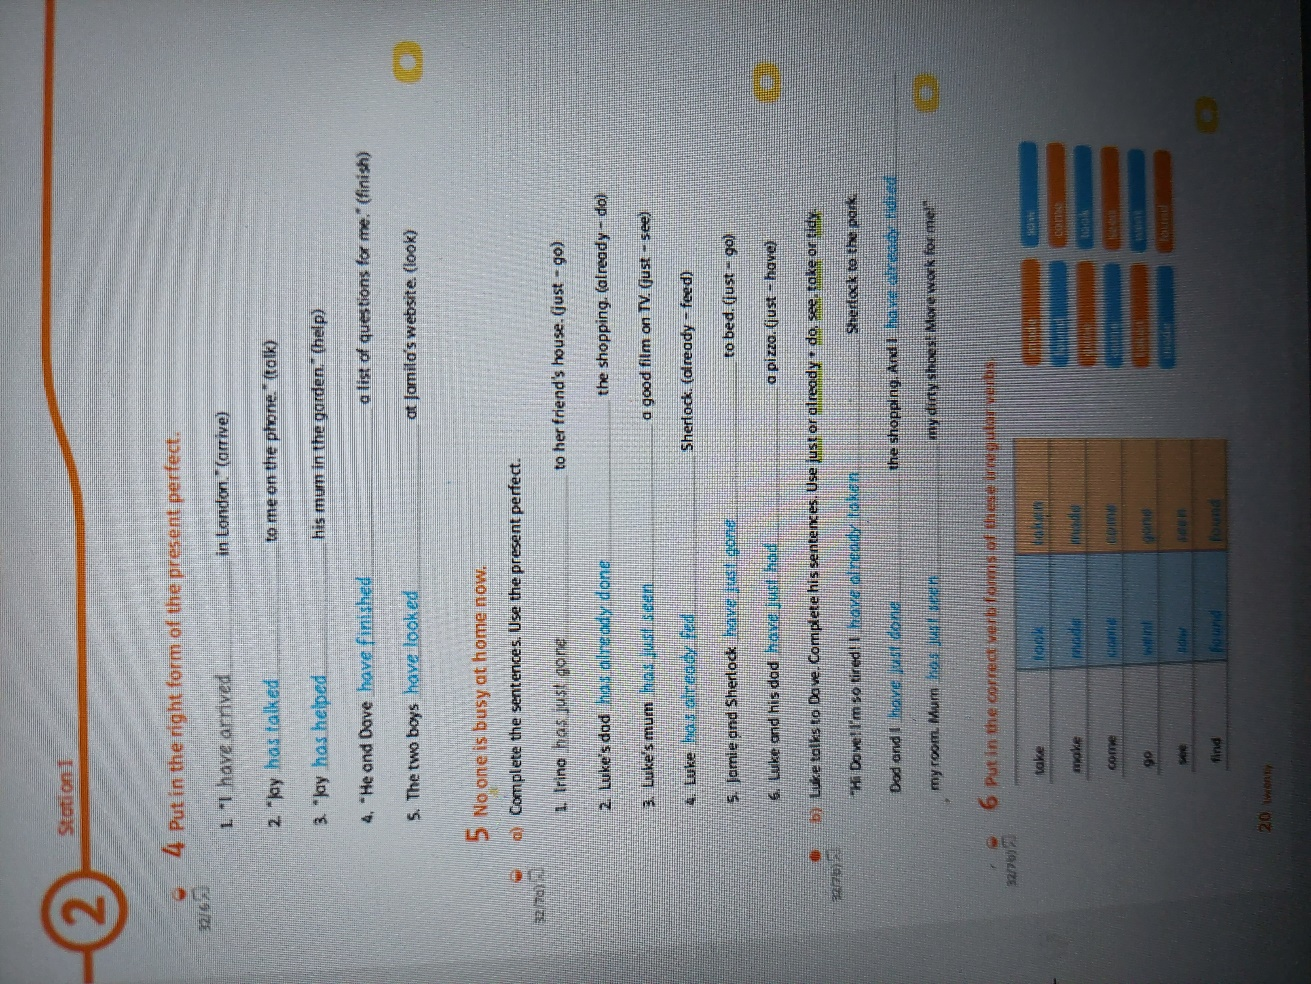 2
Station 1
4 Put in the right form of the present perfect.
32/6
1. "I have arrived in London." (arrive)
2. "Jay has talked to me on the phone." (talk)
3. "Jay has helped his mum in the garden." (help)
4. "He and Dave have finished a list of questions for me." (finish)
5. The two boys have looked at Jamila's website. (look)
5 No one is busy at home now.
32/7a)
a) Complete the sentences. Use the present perfect.
1. Irina has just gone to her friend's house. (just – go)
2. Luke's dad has already done the shopping. (already – do)
3. Luke's mum has just seen a good film on TV. (just – see)
4. Luke has already fed Sherlock. (already – feed)
5. Jamie and Sherlock have just gone to bed. (just – go)
6. Luke and his dad have just had a pizza. (just – have)
32/7b)
b) Luke talks to Dave. Complete his sentences. Use just or already + do, see, take or tidy.
"Hi Dave! I'm so tired! I have already taken Sherlock to the park.
Dad and I have just done the shopping. And I have already
my room. Mum has just seen my dirty shoes! More work for me!"
32/7b)
6 Put in the correct verb forms of these irregular verbs.
take took taken
make made made
come came come
go went gone
see saw seen
find found found
20 twenty